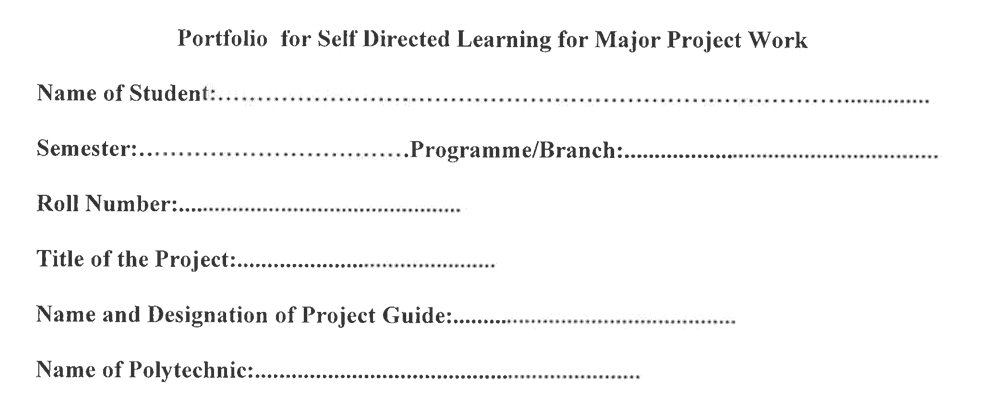 Portfolio for Self Directed Learning for Major Project Work
Name of Student:..........................................................................................
Semester:..................................Programme/Branch:..................................................
Roll Number:..............................................
Title of the Project:..........................................
Name and Designation of Project Guide:..............................................
Name of Polytechnic:..............................................................